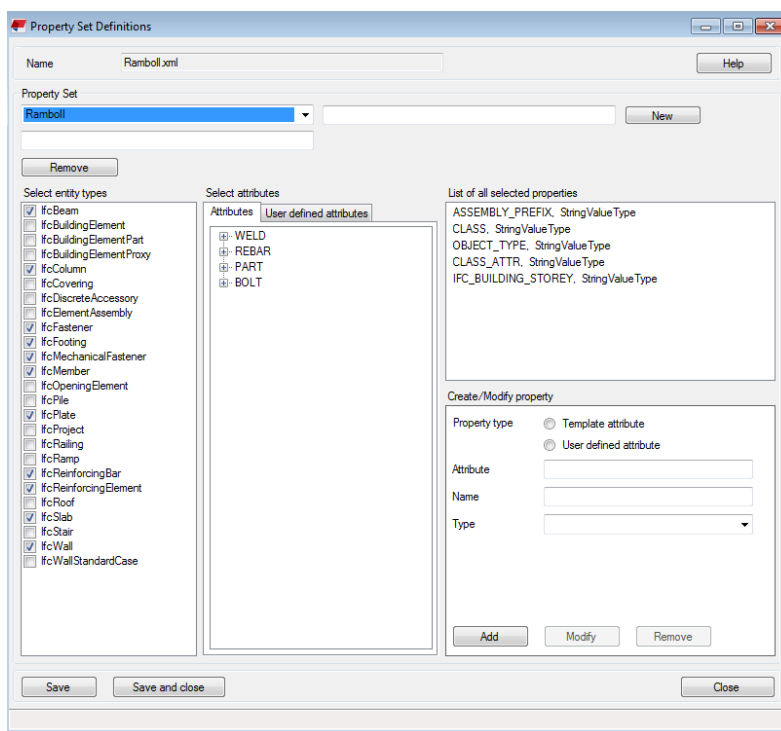 Property Set Definitions
Name
Ramboll.xml
Help
Property Set
Ramboll
New
Remove
Select entity types
IfcBeam
IfcBuildingElement
IfcBuildingElementPart
IfcBuildingElementProxy
IfcColumn
IfcCovering
IfcDiscreteAccessory
IfcElementAssembly
IfcFastener
IfcFooting
IfcMechanicalFastener
IfcMember
IfcOpeningElement
IfcPile
IfcPlate
IfcProject
IfcRailing
IfcRamp
IfcReinforcingBar
IfcReinforcingElement
IfcRoof
IfcSlab
IfcStair
IfcWall
IfcWallStandardCase
Select attributes
Attributes
User defined attributes
WELD
REBAR
PART
BOLT
List of all selected properties
ASSEMBLY_PREFIX, StringValueType
CLASS, StringValueType
OBJECT_TYPE, StringValueType
CLASS_ATTR, StringValueType
IFC_BUILDING_STOREY, StringValueType
Create/Modify property
Property type
Template attribute
User defined attribute
Attribute
Name
Type
Add
Modify
Remove
Save
Save and close
Close